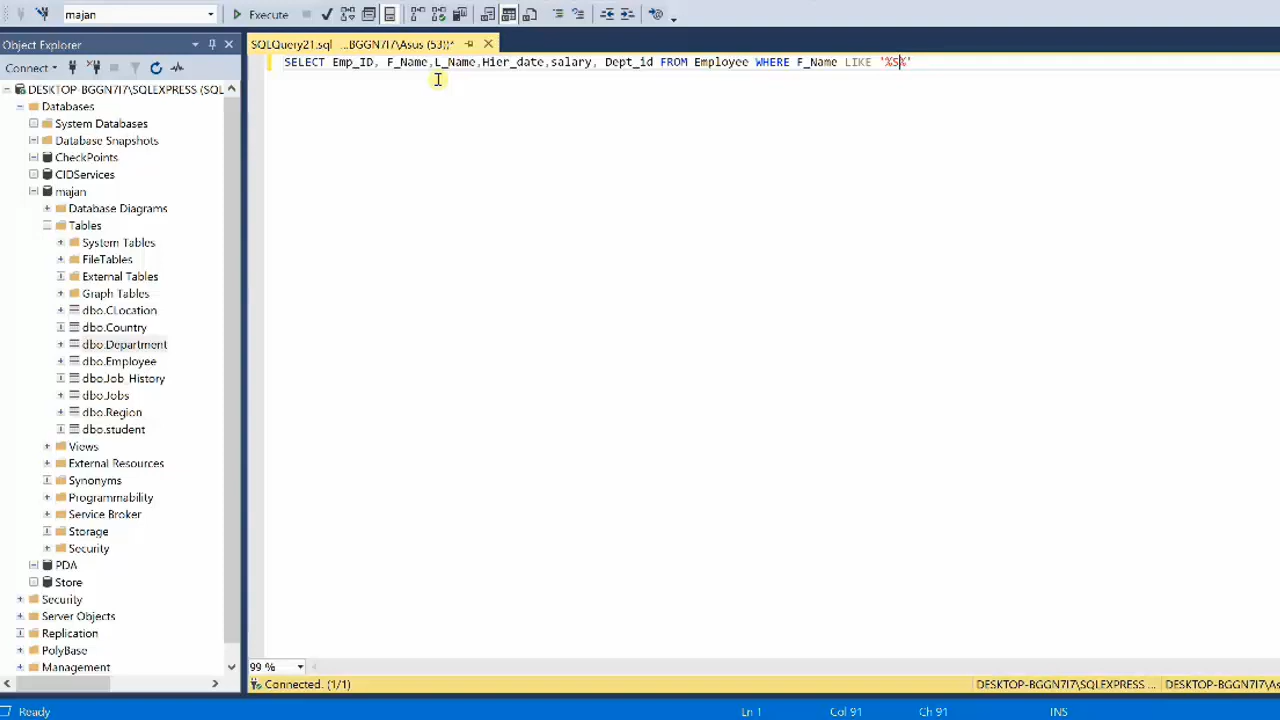 majan
Execute
Object Explorer
SQLQuery21.sql ...BGGN7I7\Asus (53))*
Connect
SELECT Emp_ID, F_Name,L_Name,Hier_date,salary, Dept_id FROM Employee WHERE F_Name LIKE '%S%'
DESKTOP-BGGN7I7\SQLEXPRESS (SQL
Databases
System Databases
Database Snapshots
CheckPoints
CIDServices
majan
Database Diagrams
Tables
System Tables
FileTables
External Tables
Graph Tables
dbo.CLocation
dbo.Country
dbo.Department
dbo.Employee
dbo.Job_History
dbo.Jobs
dbo.Region
dbo.student
Views
External Resources
Synonyms
Programmability
Service Broker
Storage
Security
PDA
Store
Security
Server Objects
Replication
PolyBase
Management
99 %
Connected. (1/1)
DESKTOP-BGGN7I7\SQLEXPRESS ...
DESKTOP-BGGN7I7\As
Ready
Ln 1
Col 91
Ch 91
INS